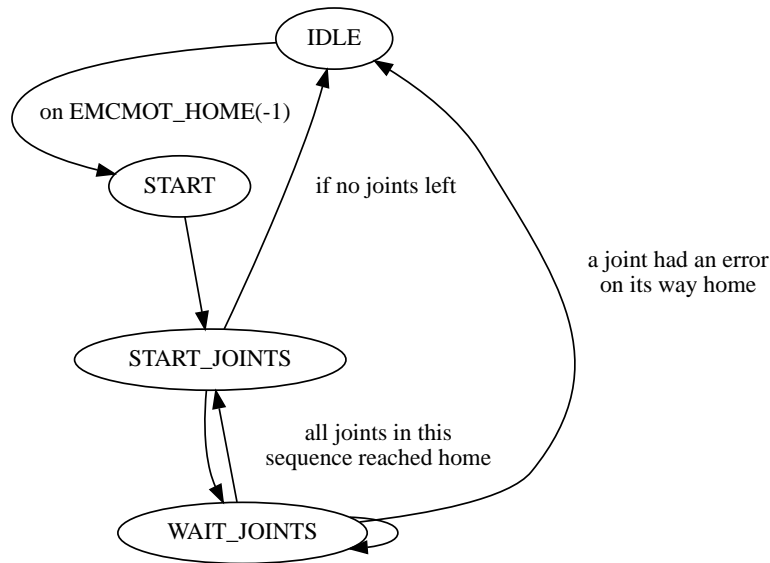 IDLE
on EMCMOT_HOME(-1)
START
if no joints left
a joint had an error
on its way home
START_JOINTS
all joints in this
sequence reached home
WAIT_JOINTS